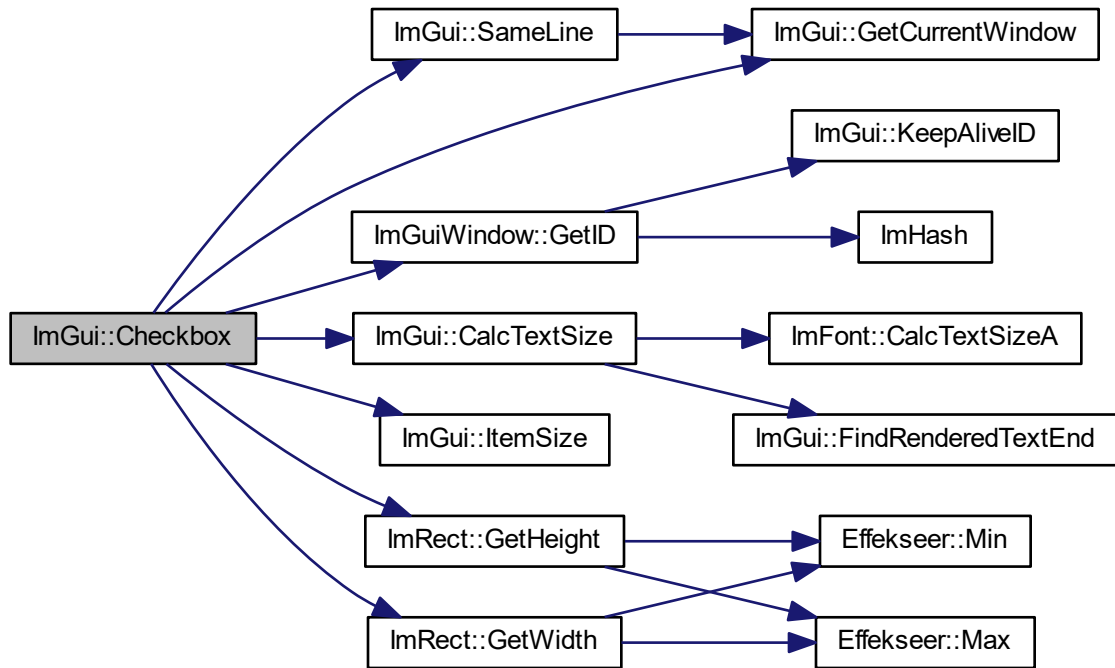 ImGui::SameLine
ImGui::GetCurrentWindow
ImGui::KeepAliveID
ImGuiWindow::GetID
ImHash
ImGui::Checkbox
ImGui::CalcTextSize
ImFont::CalcTextSizeA
ImGui::ItemSize
ImGui::FindRenderedTextEnd
ImRect::GetHeight
Effekseer::Min
ImRect::GetWidth
Effekseer::Max